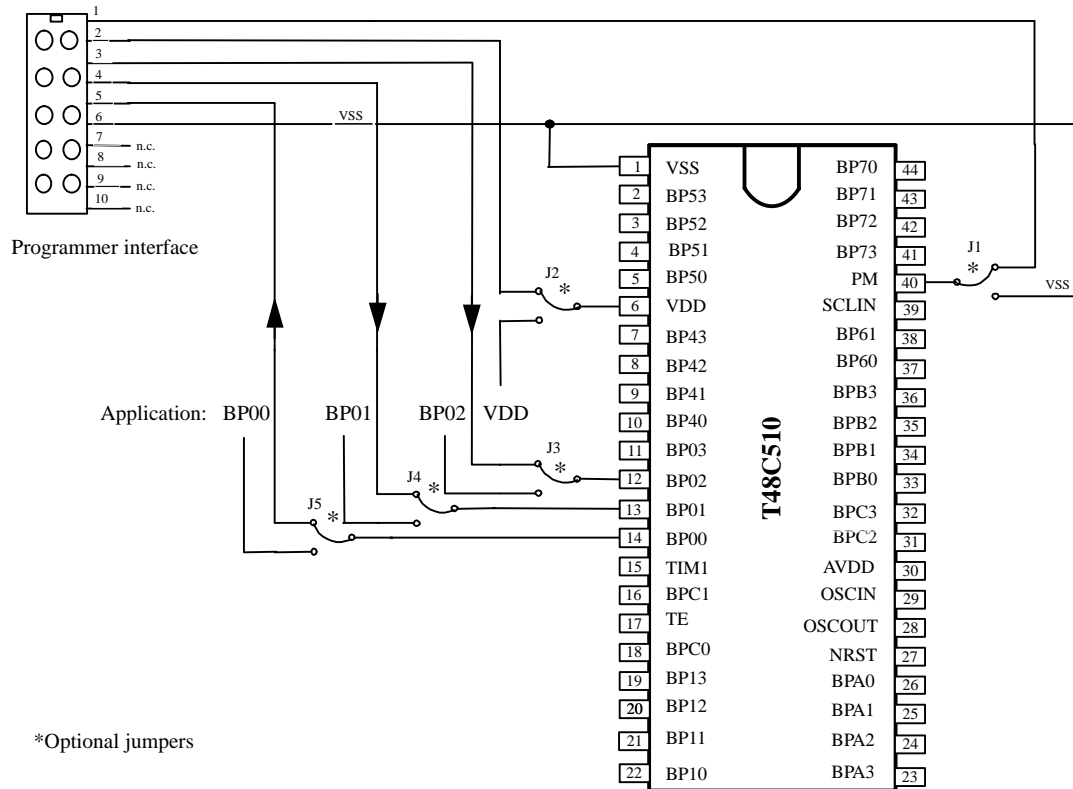 1
2
3
4
5
6
7
8
9
10
n.c.
n.c.
n.c.
n.c.
VSS
Programmer interface
J1
*
VSS
J2
*
Application: BP00 BP01 BP02 VDD
J3
*
J4
*
J5
*
*Optional jumpers
T48C510
1 VSS BP70 44
2 BP53 BP71 43
3 BP52 BP72 42
4 BP51 BP73 41
5 BP50 PM 40
6 VDD SCLIN 39
7 BP43 BP61 38
8 BP42 BP60 37
9 BP41 BPB3 36
10 BP40 BPB2 35
11 BP03 BPB1 34
12 BP02 BPB0 33
13 BP01 BPC3 32
14 BP00 BPC2 31
15 TIM1 AVDD 30
16 BPC1 OSCIN 29
17 TE OSCOUT 28
18 BPC0 NRST 27
19 BP13 BPA0 26
20 BP12 BPA1 25
21 BP11 BPA2 24
22 BP10 BPA3 23